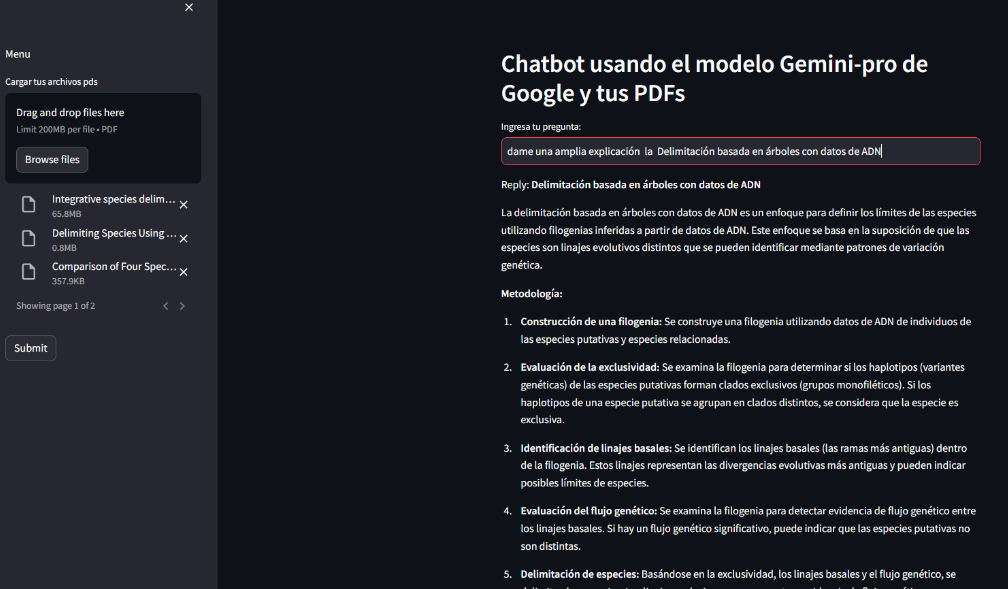 Menu
Cargar tus archivos pds
Drag and drop files here
Limit 200MB per file • PDF
Browse files
Integrative species delim...
65.8MB
Delimiting Species Using ...
0.8MB
Comparison of Four Spec...
357.9KB
Showing page 1 of 2
Submit
Chatbot usando el modelo Gemini-pro de
Google y tus PDFs
Ingresa tu pregunta:
dame una amplia explicación  la  Delimitación basada en árboles con datos de ADN
Reply: Delimitación basada en árboles con datos de ADN
La delimitación basada en árboles con datos de ADN es un enfoque para definir los límites de las especies
utilizando filogenias inferidas a partir de datos de ADN. Este enfoque se basa en la suposición de que las
especies son linajes evolutivos distintos que se pueden identificar mediante patrones de variación
genética.
Metodología:
1. Construcción de una filogenia: Se construye una filogenia utilizando datos de ADN de individuos de
las especies putativas y especies relacionadas.
2. Evaluación de la exclusividad: Se examina la filogenia para determinar si los haplotipos (variantes
genéticas) de las especies putativas forman clados exclusivos (grupos monofiléticos). Si los
haplotipos de una especie putativa se agrupan en clados distintos, se considera que la especie es
exclusiva.
3. Identificación de linajes basales: Se identifican los linajes basales (las ramas más antiguas) dentro
de la filogenia. Estos linajes representan las divergencias evolutivas más antiguas y pueden indicar
posibles límites de especies.
4. Evaluación del flujo genético: Se examina la filogenia para detectar evidencia de flujo genético entre
los linajes basales. Si hay un flujo genético significativo, puede indicar que las especies putativas no
son distintas.
5. Delimitación de especies: Basándose en la exclusividad, los linajes basales y el flujo genético, se